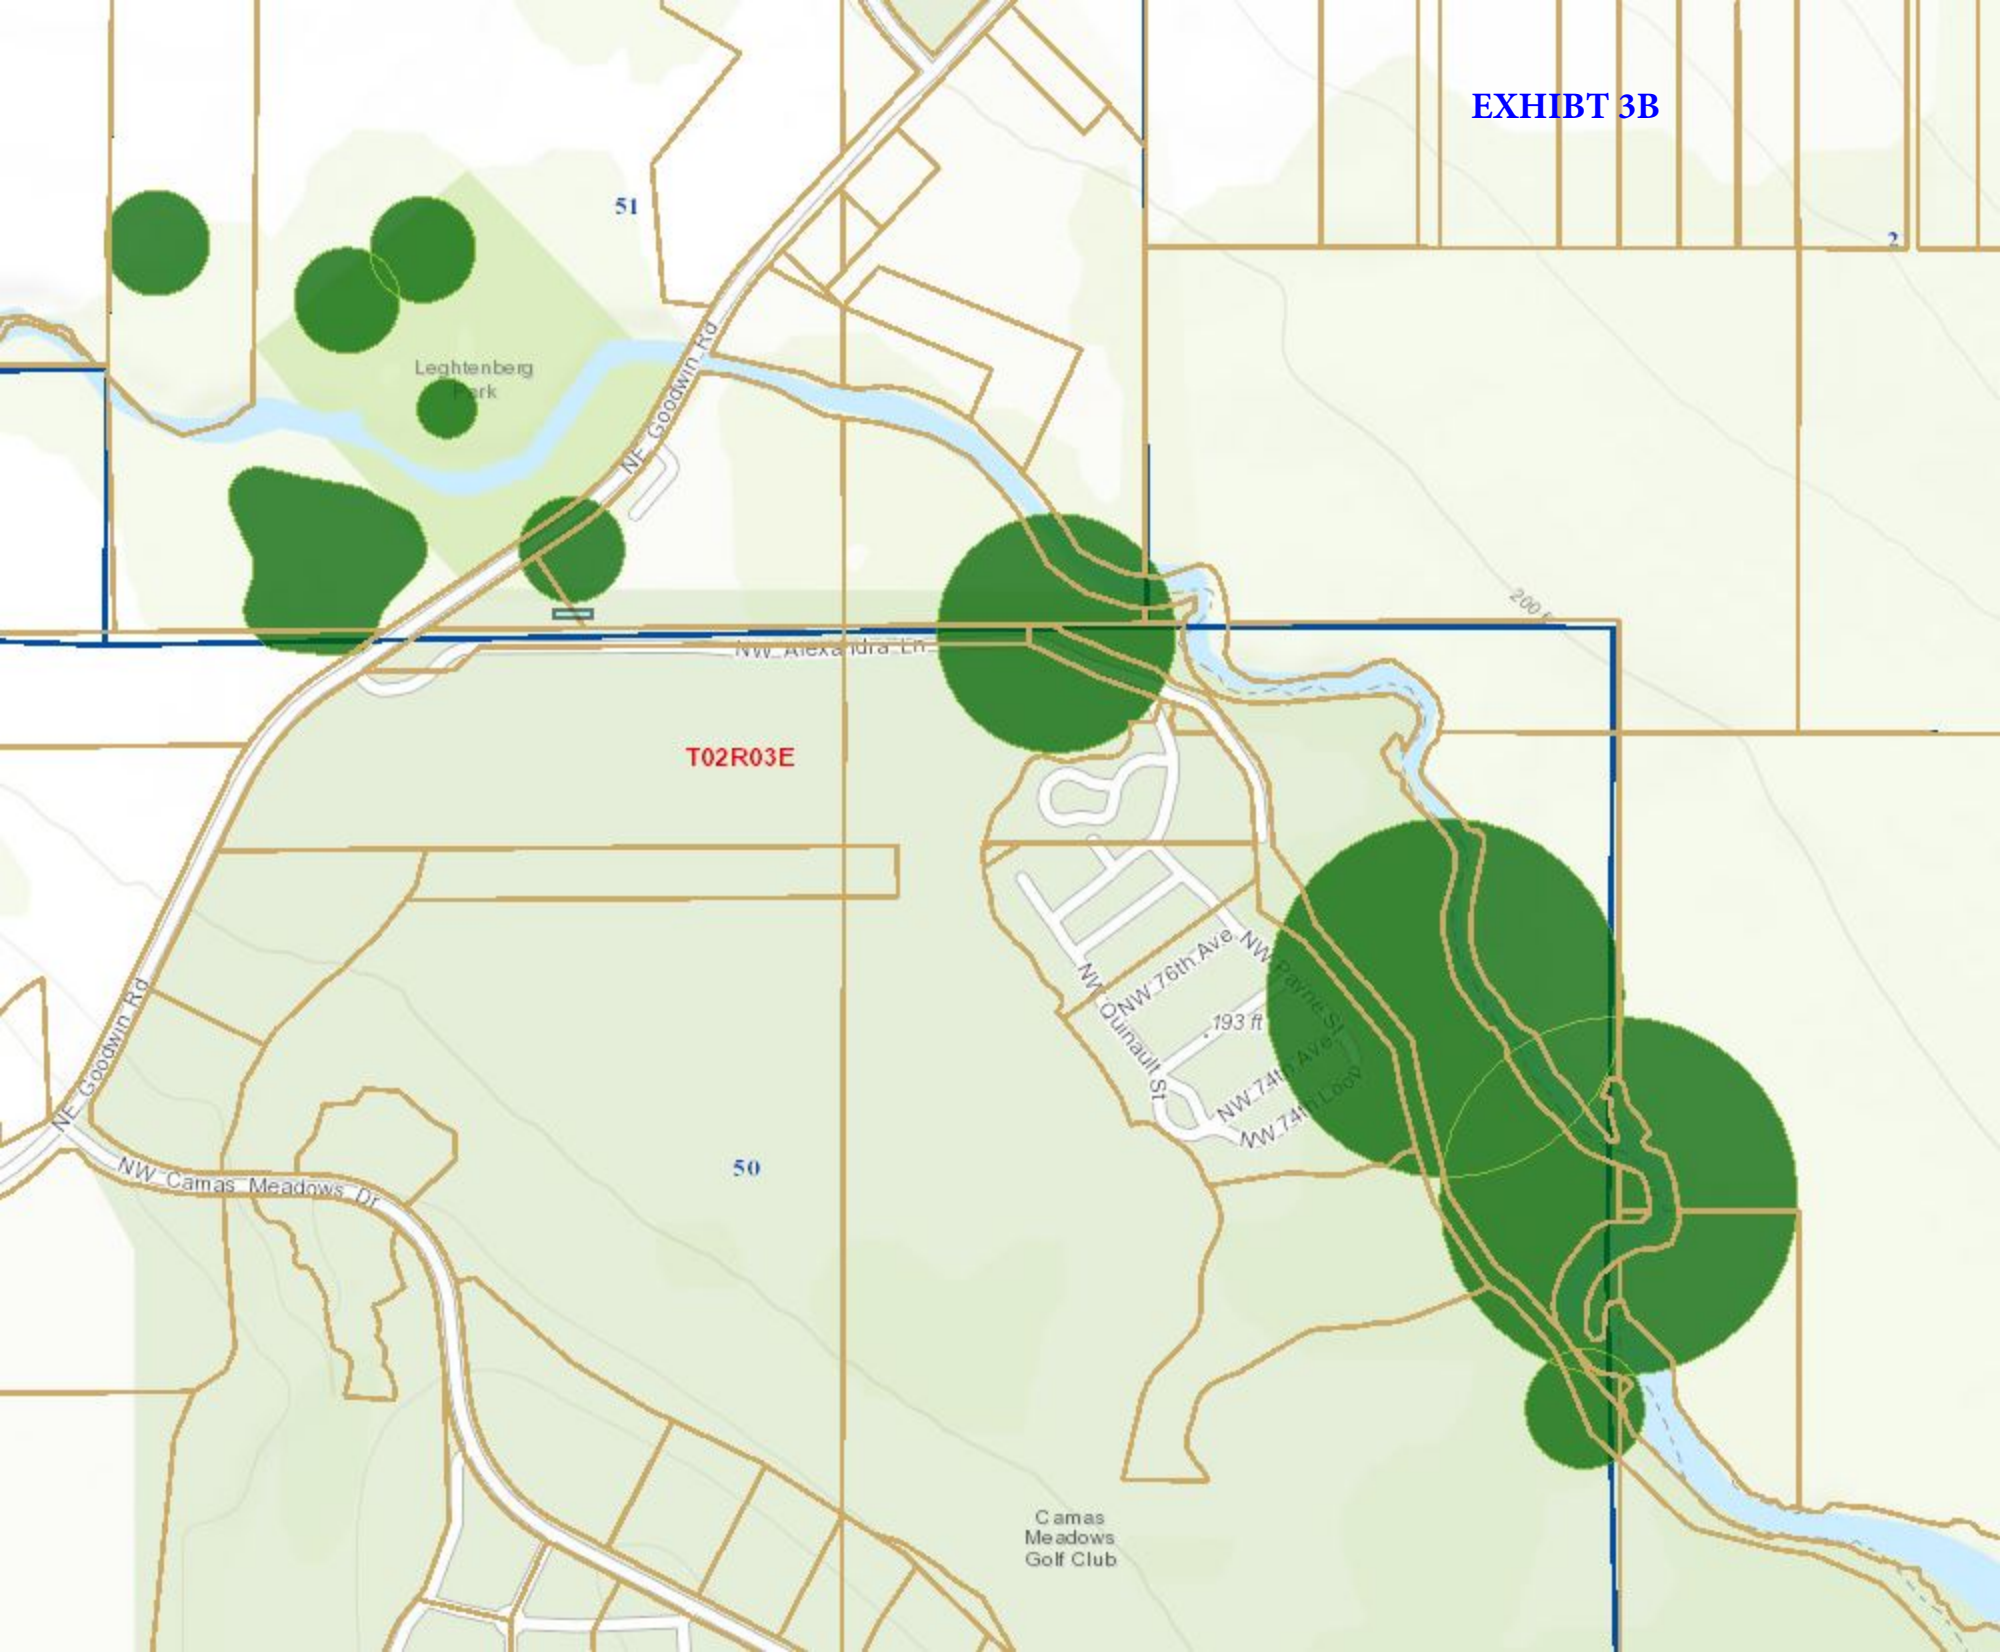 EXHIBT 3B
51
2
NE Goodwin Rd
Leghtenberg
Park
200 f
NW Alexandra Ln
T02R03E
NW 76th Ave
NW Payne St
NW Quinault St
193 ft
NW 74th Ave
NW 74th Loop
NE Goodwin Rd
NW Camas Meadows Dr
50
Camas
Meadows
Golf Club